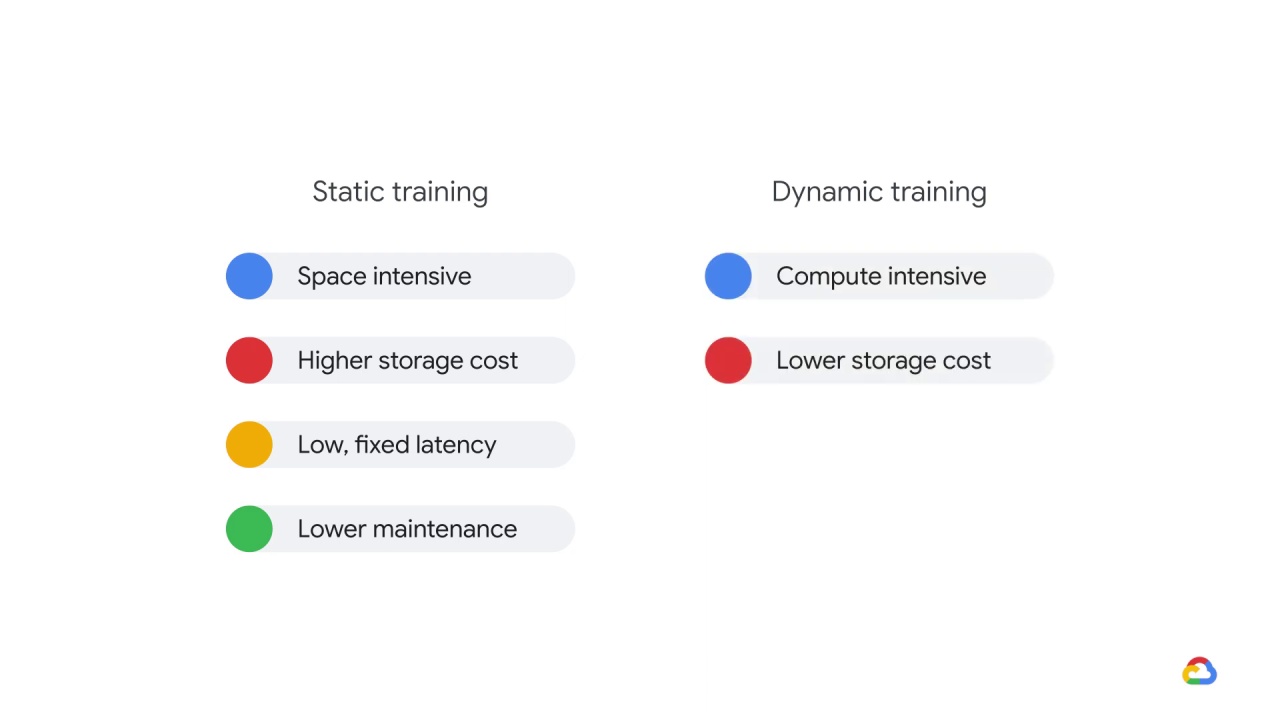 Static training
Space intensive
Higher storage cost
Low, fixed latency
Lower maintenance
Dynamic training
Compute intensive
Lower storage cost